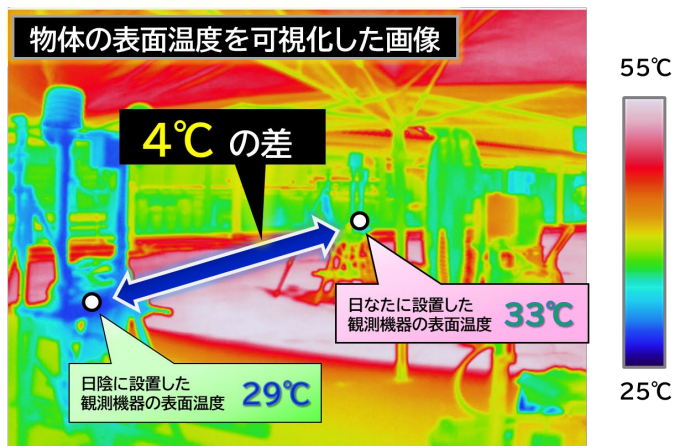 物体の表面温度を可視化した画像
55℃
4℃ の差
日なたに設置した
観測機器の表面温度 33℃
日陰に設置した
観測機器の表面温度 29℃
25℃